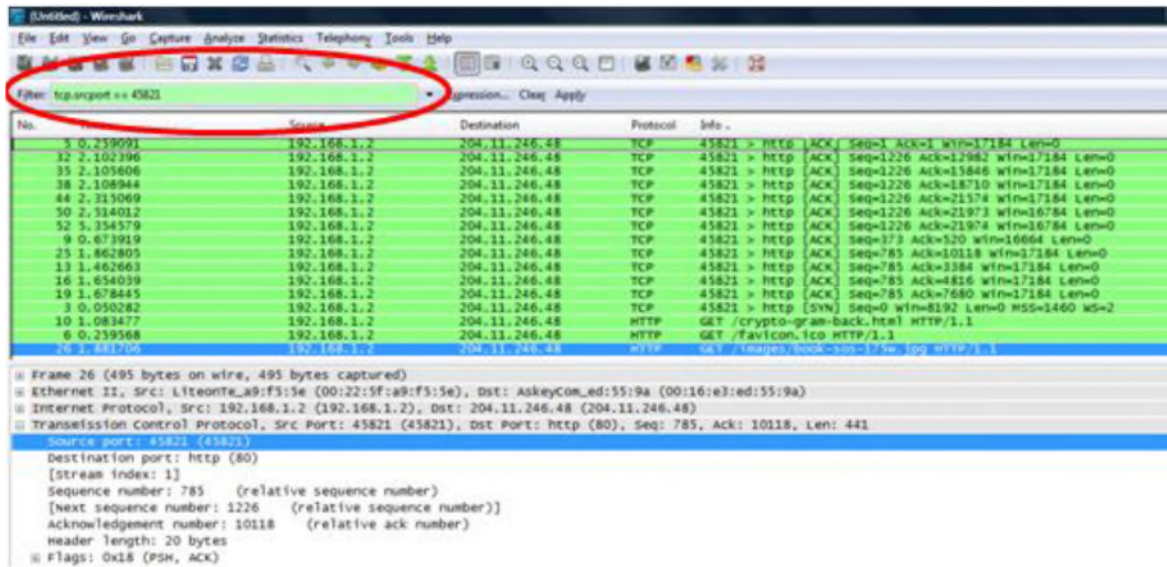 (Untitled) - Wireshark
File Edit View Go Capture Analyze Statistics Telephony Tools Help
Filter: tcp.srcport == 45821 Expression... Clear Apply
No. Source Destination Protocol Info
5 0.259091 192.168.1.2 204.11.246.48 TCP 45821 > http [ACK] Seq=1 Ack=1 Win=17184 Len=0
32 2.102396 192.168.1.2 204.11.246.48 TCP 45821 > http [ACK] Seq=1226 Ack=12982 Win=17184 Len=0
35 2.105606 192.168.1.2 204.11.246.48 TCP 45821 > http [ACK] Seq=1226 Ack=15846 Win=17184 Len=0
38 2.108944 192.168.1.2 204.11.246.48 TCP 45821 > http [ACK] Seq=1226 Ack=18710 Win=17184 Len=0
44 2.315069 192.168.1.2 204.11.246.48 TCP 45821 > http [ACK] Seq=1226 Ack=21574 Win=17184 Len=0
50 2.514012 192.168.1.2 204.11.246.48 TCP 45821 > http [ACK] Seq=1226 Ack=21973 Win=16784 Len=0
52 5.354579 192.168.1.2 204.11.246.48 TCP 45821 > http [ACK] Seq=1226 Ack=21974 Win=16784 Len=0
9 0.673919 192.168.1.2 204.11.246.48 TCP 45821 > http [ACK] Seq=373 Ack=520 Win=16664 Len=0
25 1.862805 192.168.1.2 204.11.246.48 TCP 45821 > http [ACK] Seq=785 Ack=10118 Win=17184 Len=0
13 1.462663 192.168.1.2 204.11.246.48 TCP 45821 > http [ACK] Seq=785 Ack=3384 Win=17184 Len=0
16 1.654039 192.168.1.2 204.11.246.48 TCP 45821 > http [ACK] Seq=785 Ack=4816 Win=17184 Len=0
19 1.678445 192.168.1.2 204.11.246.48 TCP 45821 > http [ACK] Seq=785 Ack=7680 Win=17184 Len=0
3 0.050282 192.168.1.2 204.11.246.48 TCP 45821 > http [SYN] Seq=0 Win=8192 Len=0 MSS=1460 WS=2
10 1.083477 192.168.1.2 204.11.246.48 HTTP GET /crypto-gram-back.html HTTP/1.1
6 0.259568 192.168.1.2 204.11.246.48 HTTP GET /favicon.ico HTTP/1.1
26 192.168.1.2 204.11.246.48 HTTP GET /images/book-sos-175w.jpg HTTP/1.1
Frame 26 (495 bytes on wire, 495 bytes captured)
Ethernet II, Src: LiteonTe_a9:f5:5e (00:22:5f:a9:f5:5e), Dst: AskeyCom_ed:55:9a (00:16:e3:ed:55:9a)
Internet Protocol, Src: 192.168.1.2 (192.168.1.2), Dst: 204.11.246.48 (204.11.246.48)
Transmission Control Protocol, Src Port: 45821 (45821), Dst Port: http (80), Seq: 785, Ack: 10118, Len: 441
Source port: 45821 (45821)
Destination port: http (80)
[Stream index: 1]
Sequence number: 785 (relative sequence number)
[Next sequence number: 1226 (relative sequence number)]
Acknowledgement number: 10118 (relative ack number)
Header length: 20 bytes
Flags: 0x18 (PSH, ACK)